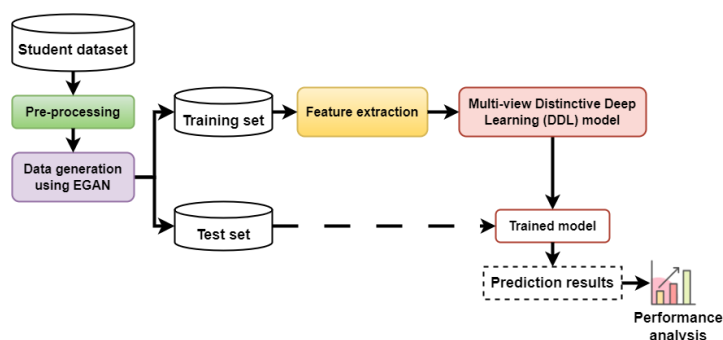 Student dataset
Pre-processing
Data generation
using EGAN
Training set
Test set
Feature extraction
Multi-view Distinctive Deep
Learning (DDL) model
Trained model
Prediction results
Performance
analysis